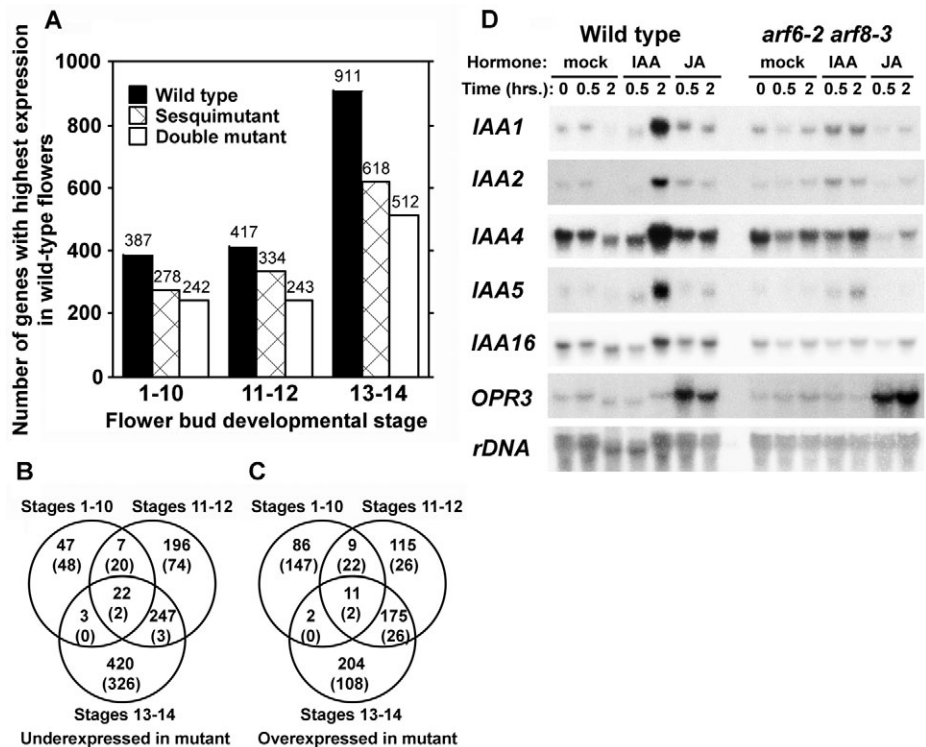 A
Number of genes with highest expression
in wild-type flowers
1000
800
600
400
200
0
Wild type
Sesquimutant
Double mutant
387
278
242
417
334
243
911
618
512
1-10
11-12
13-14
Flower bud developmental stage
B
Stages 1-10
Stages 11-12
47
(48)
7
(20)
196
(74)
22
(2)
3
(0)
247
(3)
420
(326)
Stages 13-14
Underexpressed in mutant
C
Stages 1-10
Stages 11-12
86
(147)
9
(22)
115
(26)
11
(2)
2
(0)
175
(26)
204
(108)
Stages 13-14
Overexpressed in mutant
D
Wild type
arf6-2 arf8-3
Hormone: mock IAA JA mock IAA JA
Time (hrs.): 0 0.5 2 0.5 2 0.5 2 0 0.5 2 0.5 2 0.5 2
IAA1
IAA2
IAA4
IAA5
IAA16
OPR3
rDNA